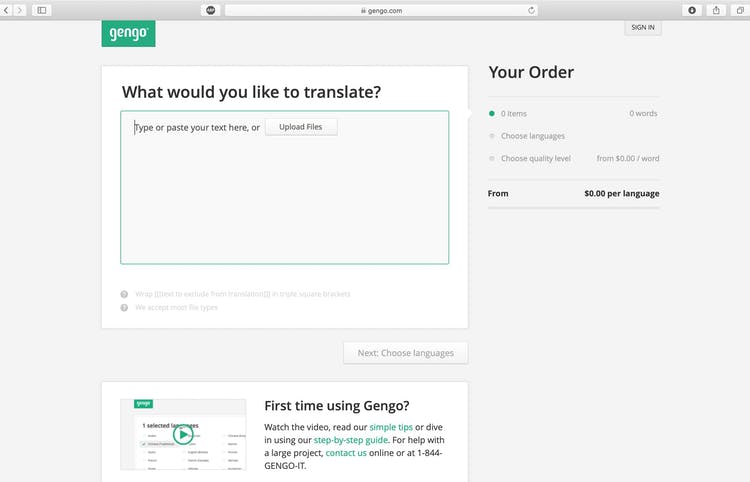 gengo.com
gengo
SIGN IN
What would you like to translate?
Type or paste your text here, or Upload Files
Wrap [[[text to exclude from translation]]] in triple square brackets
We accept most file types
Next: Choose languages
Your Order
0 items 0 words
Choose languages
Choose quality level from $0.00 / word
From $0.00 per language
gengo
1 selected languages
First time using Gengo?
Watch the video, read our simple tips or dive
in using our step-by-step guide. For help with
a large project, contact us online or at 1-844-
GENGO-IT.